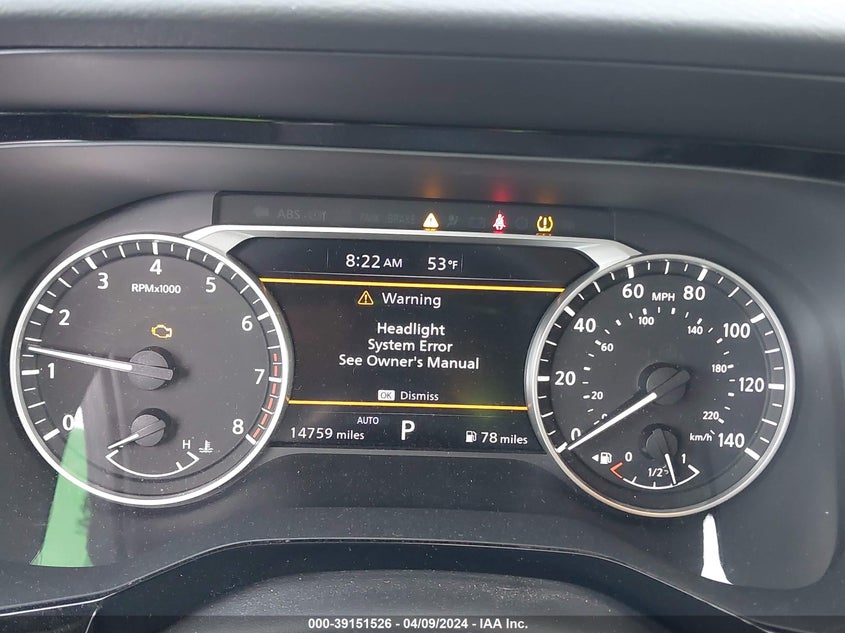 ABS
PARK BRAKE
8:22 AM 53°F
Warning
Headlight
System Error
See Owner's Manual
OK Dismiss
AUTO
14759 miles P 78 miles
RPMx1000
0 1 2 3 4 5 6 7 8
H
MPH
0 20 40 60 80 100 120 140
20 60 100 140 180 220
km/h
0 1/2 1
000-39151526 - 04/09/2024 - IAA Inc.